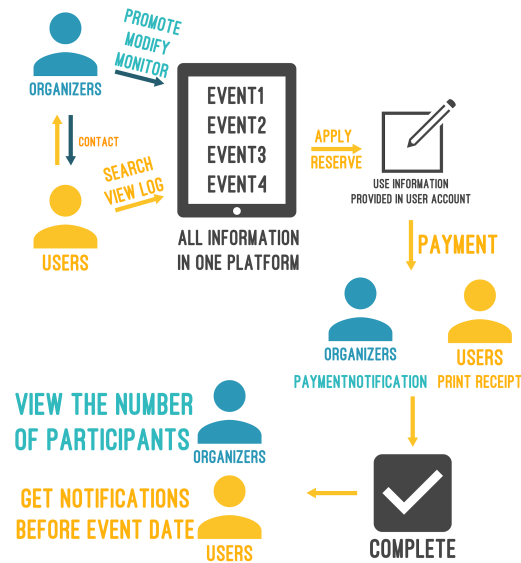 PROMOTE
MODIFY
MONITOR
ORGANIZERS
CONTACT
SEARCH
VIEW LOG
USERS
EVENT1
EVENT2
EVENT3
EVENT4
ALL INFORMATION
IN ONE PLATFORM
APPLY
RESERVE
USE INFORMATION
PROVIDED IN USER ACCOUNT
PAYMENT
ORGANIZERS
PAYMENTNOTIFICATION
USERS
PRINT RECEIPT
COMPLETE
VIEW THE NUMBER
OF PARTICIPANTS
ORGANIZERS
GET NOTIFICATIONS
BEFORE EVENT DATE
USERS